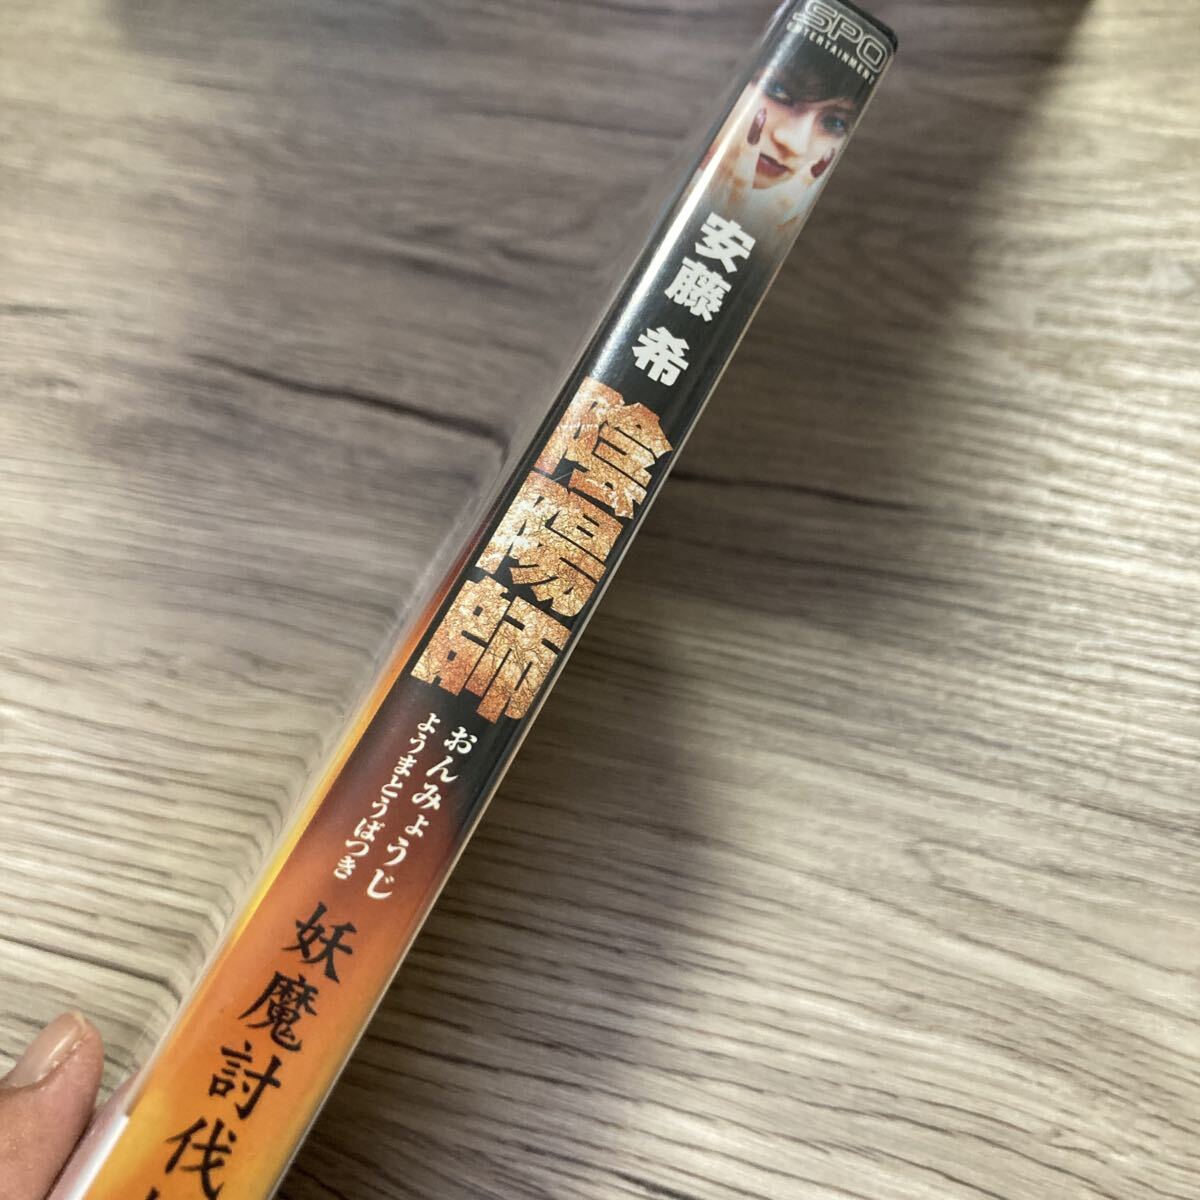 SPO
ENTERTAINMENT
安藤 希
陰陽師
おんみょうじ
ようまとうばつき
妖魔討伐